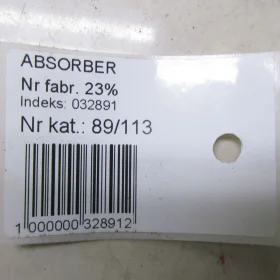 ABSORBER
Nr fabr. 23%
Indeks: 032891
Nr kat.: 89/113
1 000000 328912